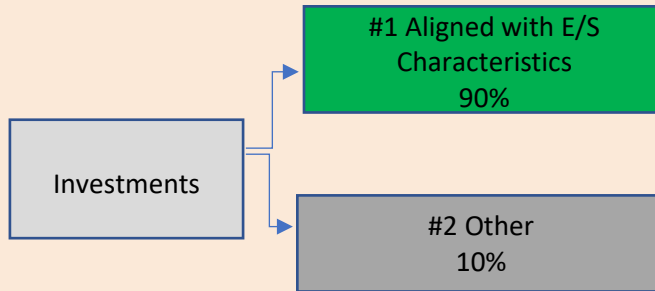 #1 Aligned with E/S
Characteristics
90%
Investments
#2 Other
10%